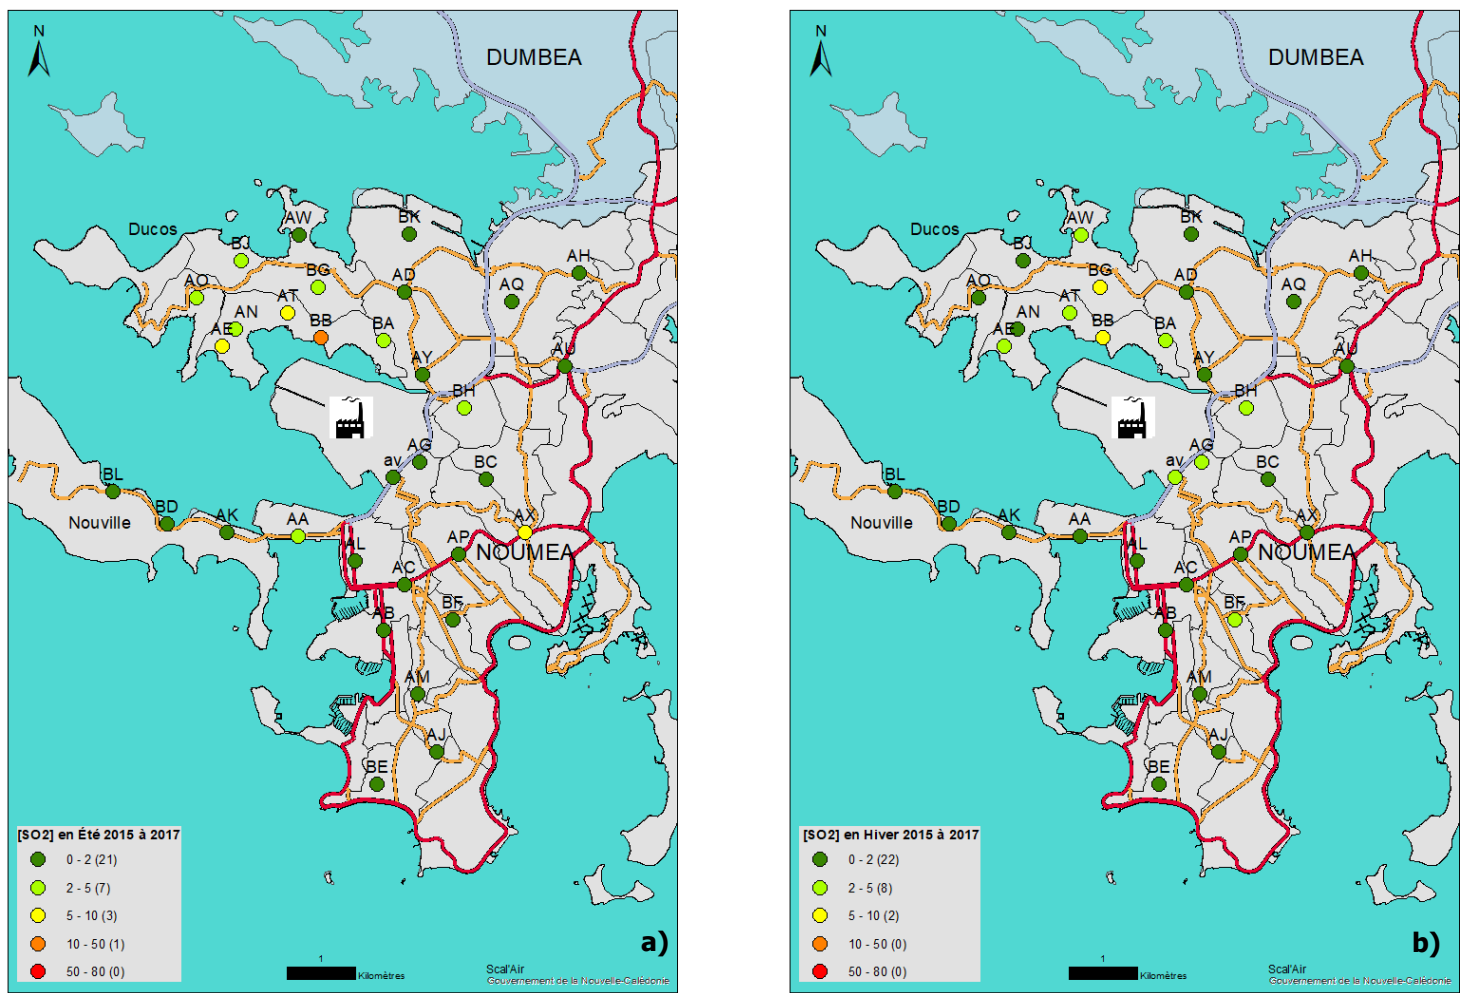 N
DUMBEA
Ducos
AW
BK
BJ
AH
BG
AD
AO
AQ
AT
AN
BB
BA
AE
AY
AU
BH
AG
av
BC
BL
BD
Nouville
AK
AA
AX
AP
NOUMEA
AL
AC
BF
AB
AM
AJ
BE
[SO2] en Été 2015 à 2017
0 - 2 (21)
2 - 5 (7)
5 - 10 (3)
10 - 50 (1)
50 - 80 (0)
1
Kilomètres
Scal'Air
Gouvernement de la Nouvelle-Calédonie
a)
N
DUMBEA
Ducos
AW
BK
BJ
AH
BG
AD
AO
AQ
AT
AN
BB
BA
AE
AY
AU
BH
AG
av
BC
BL
BD
Nouville
AK
AA
AX
AP
NOUMEA
AL
AC
BF
AB
AM
AJ
BE
[SO2] en Hiver 2015 à 2017
0 - 2 (22)
2 - 5 (8)
5 - 10 (2)
10 - 50 (0)
50 - 80 (0)
1
Kilomètres
Scal'Air
Gouvernement de la Nouvelle-Calédonie
b)